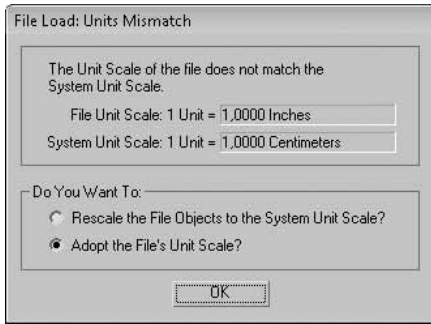 File Load: Units Mismatch
The Unit Scale of the file does not match the
System Unit Scale.
File Unit Scale: 1 Unit = 1,0000 Inches
System Unit Scale: 1 Unit = 1,0000 Centimeters
Do You Want To:
Rescale the File Objects to the System Unit Scale?
Adopt the File's Unit Scale?
OK